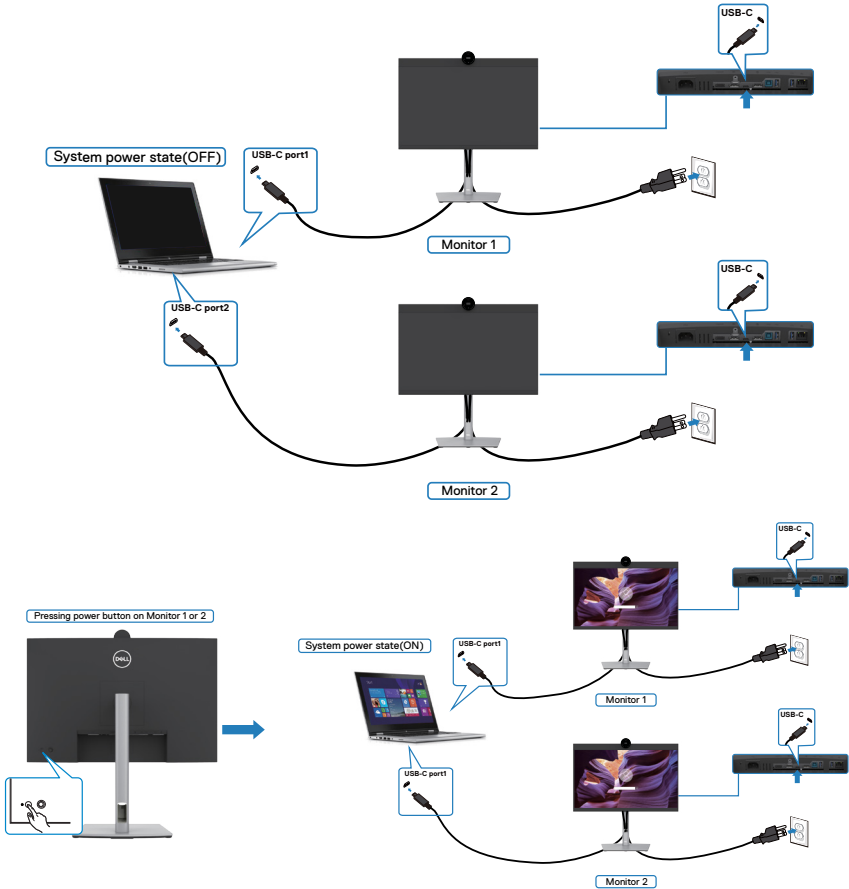 USB-C
System power state(OFF)
USB-C port1
Monitor 1
USB-C
USB-C port2
Monitor 2
USB-C
Pressing power button on Monitor 1 or 2
DELL
System power state(ON)
USB-C port1
Monitor 1
USB-C
USB-C port1
Monitor 2